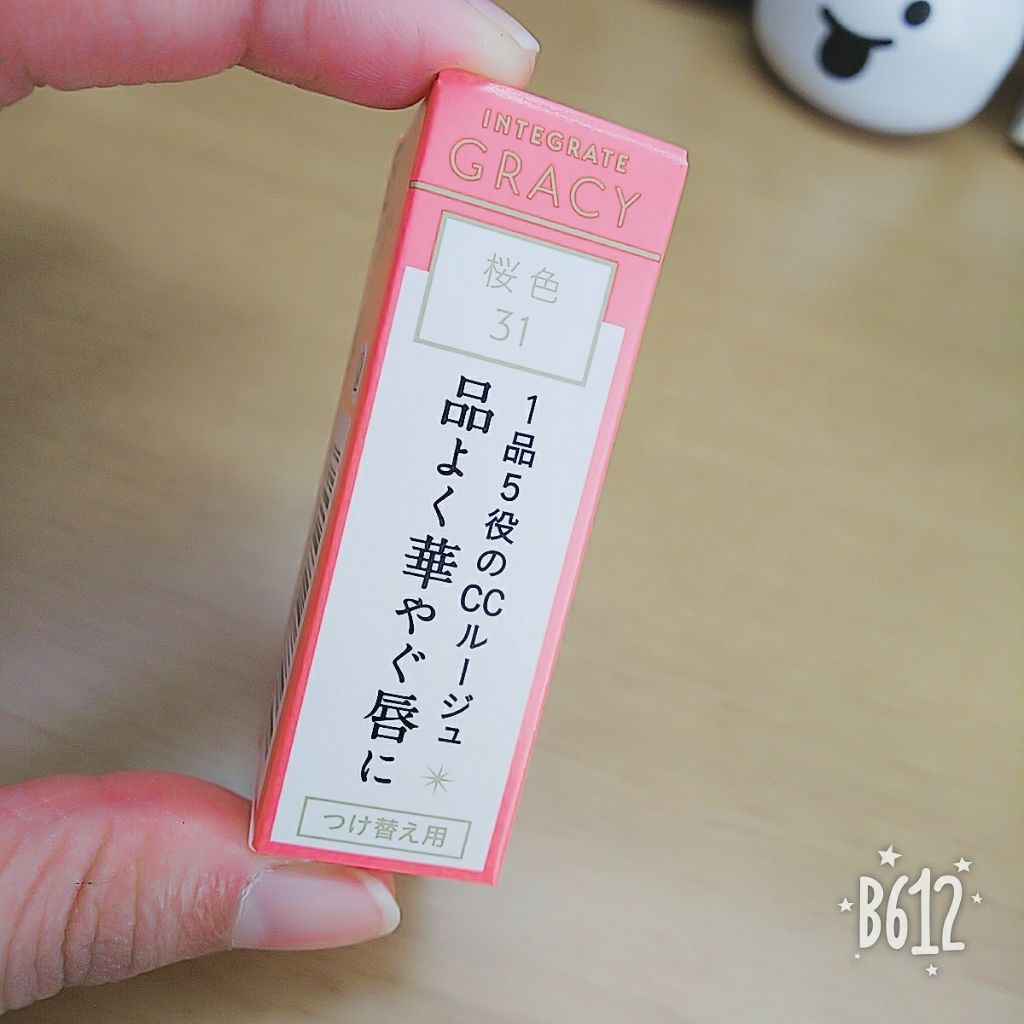 INTEGRATE
GRACY
桜色
31
1品5役のCCルージュ
品よく華やぐ唇に
つけ替え用
B612